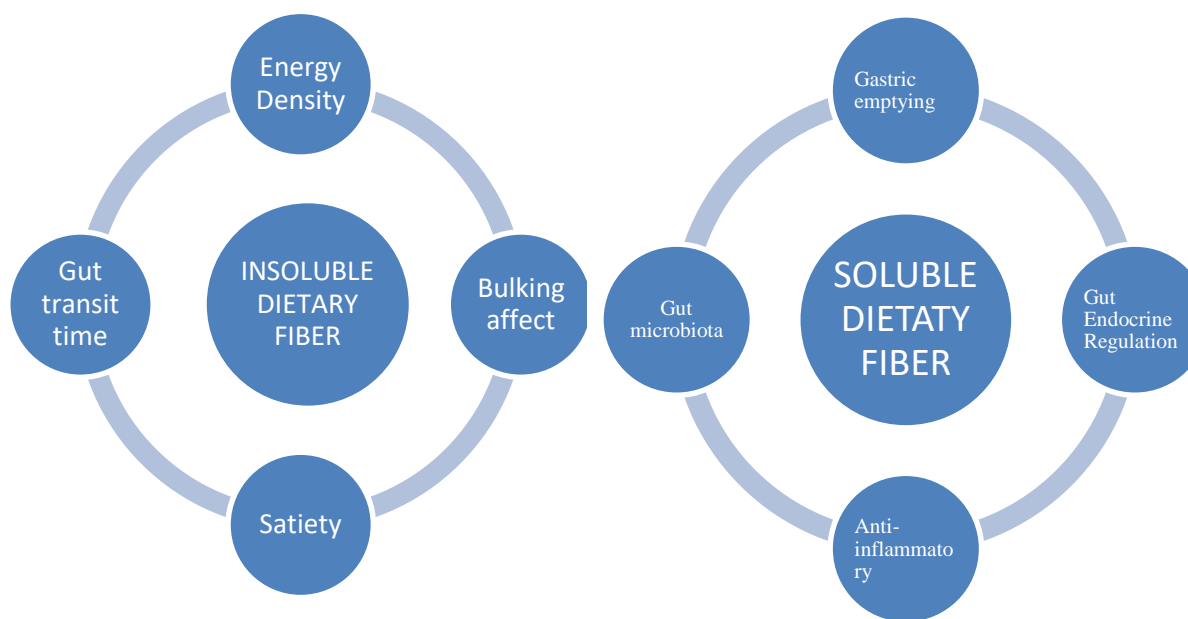 Energy
Density
Gut
transit
time
INSOLUBLE
DIETARY
FIBER
Bulking
affect
Satiety
Gastric
emptying
Gut
microbiota
SOLUBLE
DIETATY
FIBER
Gut
Endocrine
Regulation
Anti-
inflammato
ry